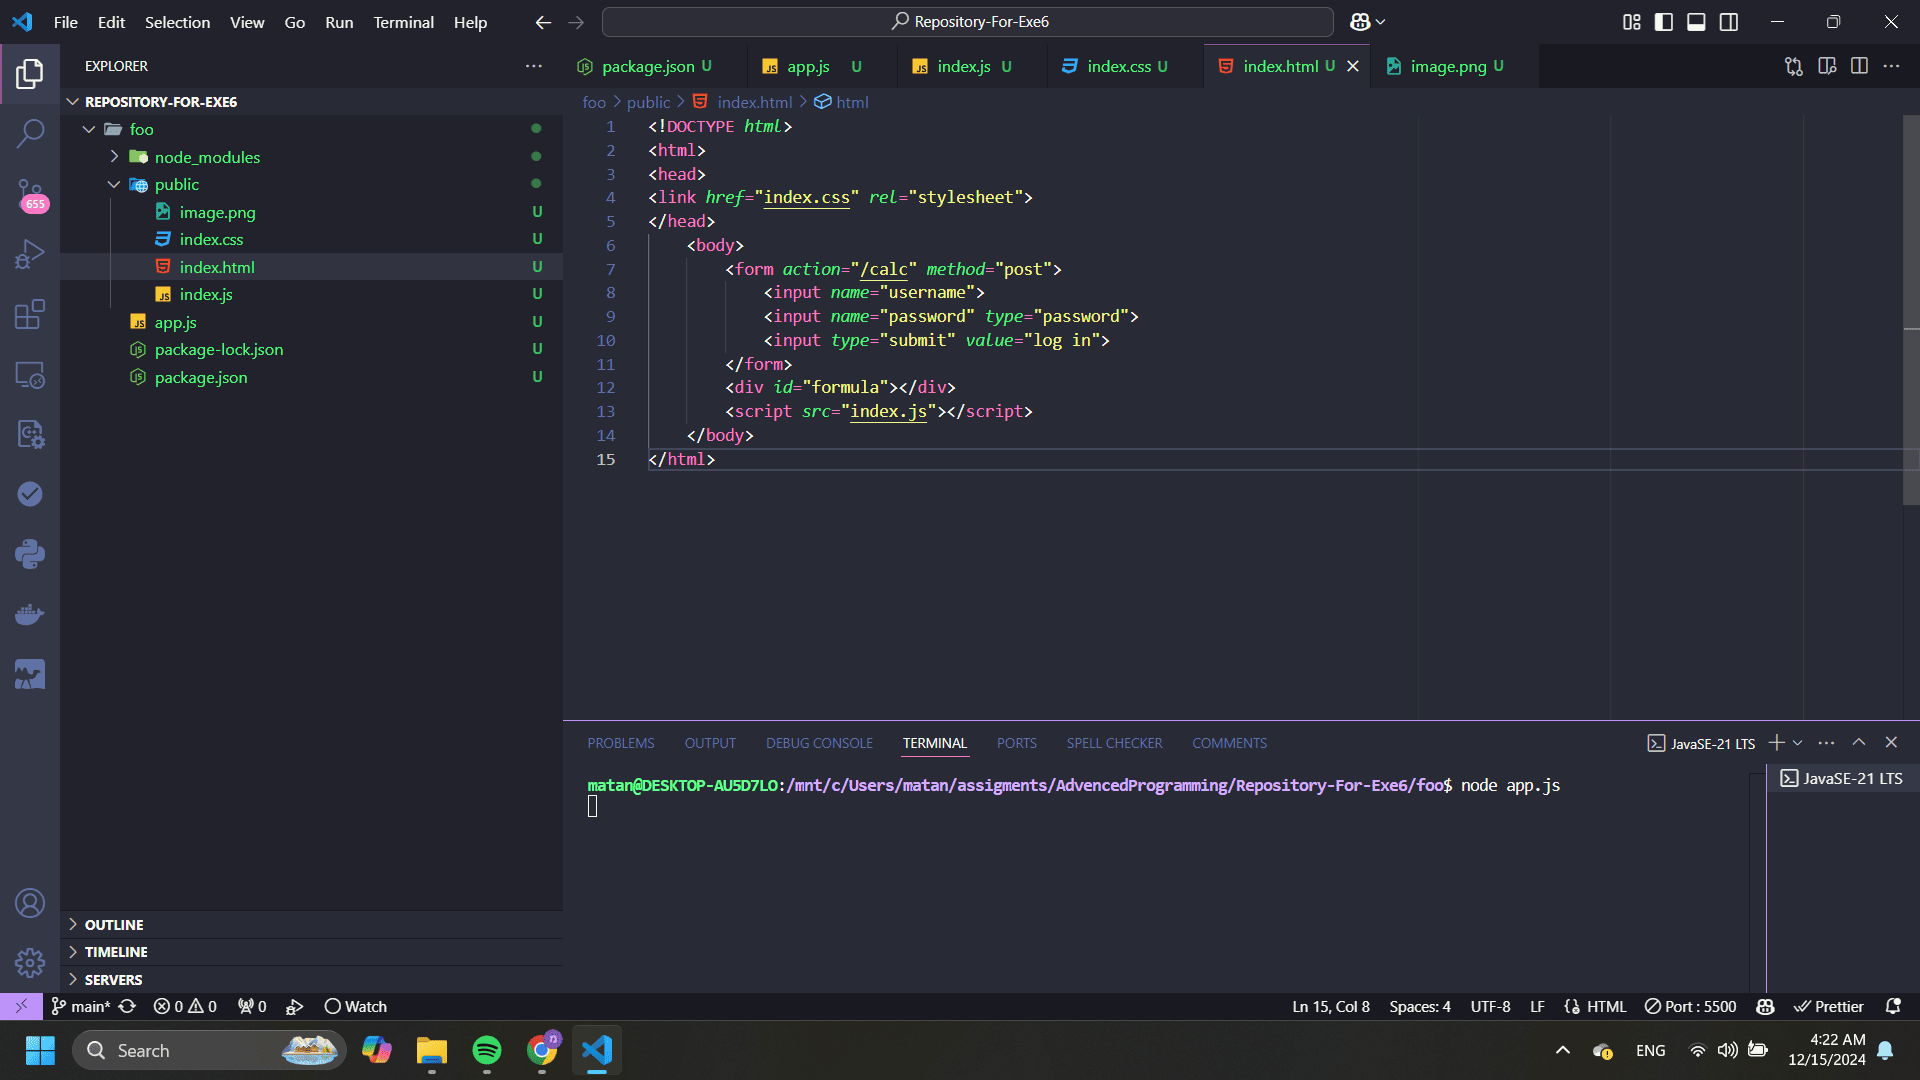 File Edit Selection View Go Run Terminal Help
Repository-For-Exe6
EXPLORER
REPOSITORY-FOR-EXE6
foo
node_modules
public
image.png U
index.css U
index.html U
index.js U
app.js U
package-lock.json U
package.json U
OUTLINE
TIMELINE
SERVERS
655
package.json U app.js U index.js U index.css U index.html U image.png U
foo > public > index.html > html
1 <!DOCTYPE html>
2 <html>
3 <head>
4 <link href="index.css" rel="stylesheet">
5 </head>
6 <body>
7 <form action="/calc" method="post">
8 <input name="username">
9 <input name="password" type="password">
10 <input type="submit" value="log in">
11 </form>
12 <div id="formula"></div>
13 <script src="index.js"></script>
14 </body>
15 </html>
PROBLEMS OUTPUT DEBUG CONSOLE TERMINAL PORTS SPELL CHECKER COMMENTS
JavaSE-21 LTS
matan@DESKTOP-AU5D7LO:/mnt/c/Users/matan/assigments/AdvencedProgramming/Repository-For-Exe6/foo$ node app.js
JavaSE-21 LTS
main* 0 0 0 Watch
Ln 15, Col 8 Spaces: 4 UTF-8 LF HTML Port : 5500 Prettier
Search
ENG
4:22 AM
12/15/2024